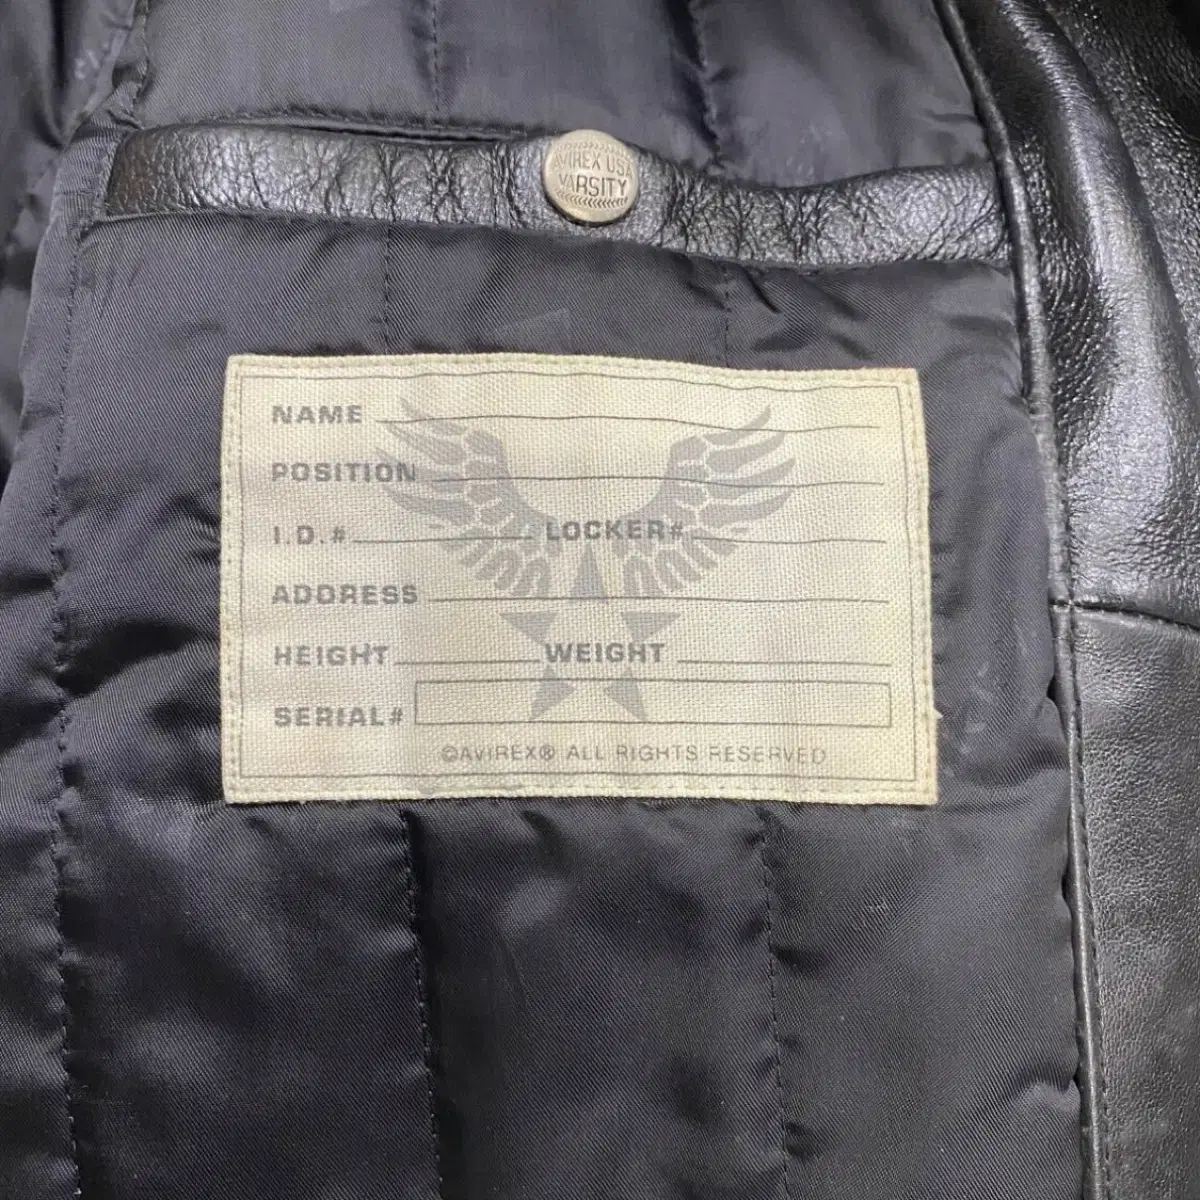 AVIREX USA
VARSITY
NAME
POSITION
I.D.# LOCKER#
ADDRESS
HEIGHT WEIGHT
SERIAL#
©AVIREX® ALL RIGHTS RESERVED